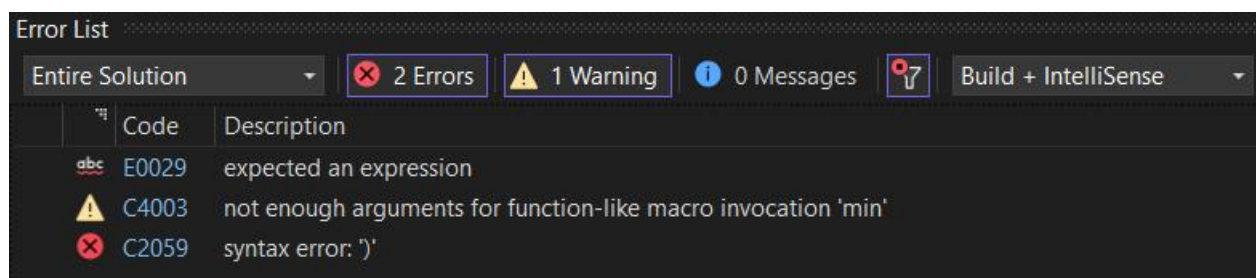 Error List
Entire Solution 2 Errors 1 Warning 0 Messages Build + IntelliSense
Code Description
abc E0029 expected an expression
C4003 not enough arguments for function-like macro invocation 'min'
C2059 syntax error: ')'